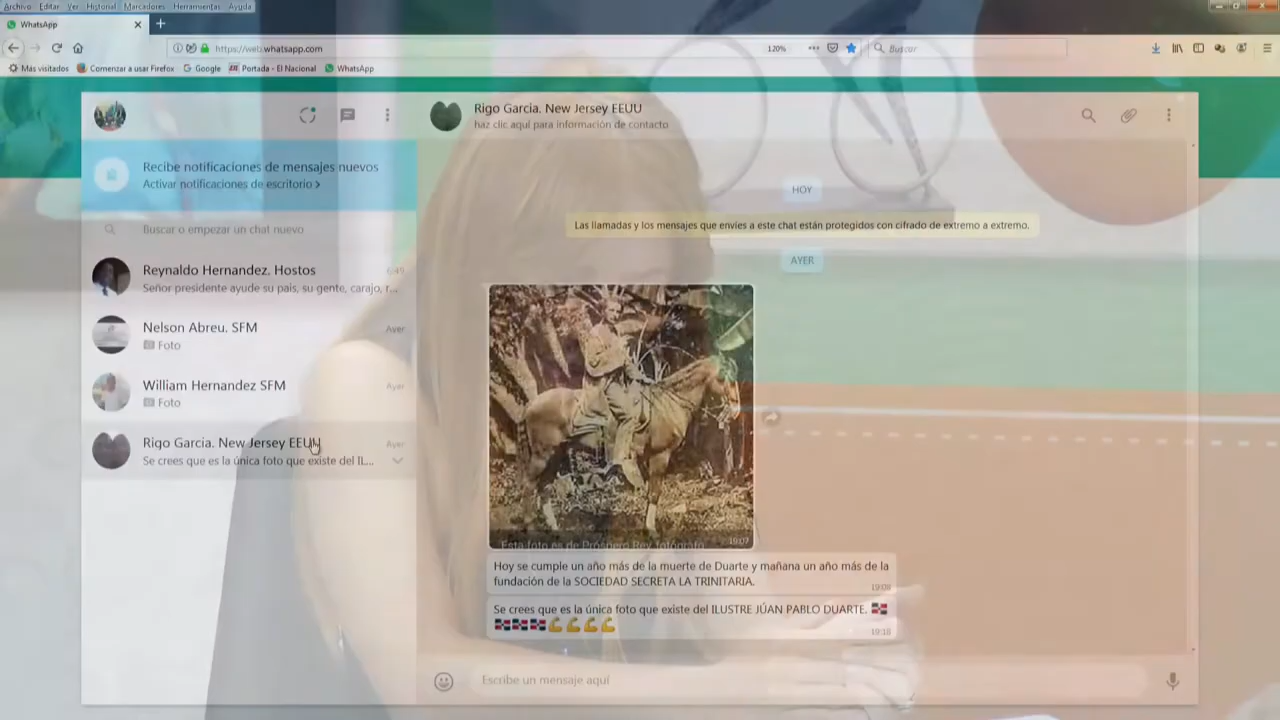 Archivo Editar Ver Historial Marcadores Herramientas Ayuda
WhatsApp
https://web.whatsapp.com
120%
Buscar
Más visitados
Comenzar a usar Firefox
Google
Portada - El Nacional
WhatsApp
Rigo Garcia. New Jersey EEUU
haz clic aquí para información de contacto
Recibe notificaciones de mensajes nuevos
Activar notificaciones de escritorio
Buscar o empezar un chat nuevo
Reynaldo Hernandez. Hostos
6:49
Señor presidente ayude su pais, su gente, carajo, r...
Nelson Abreu. SFM
Ayer
Foto
William Hernandez SFM
Ayer
Foto
Rigo Garcia. New Jersey EEUU
Ayer
Se crees que es la única foto que existe del IL...
HOY
Las llamadas y los mensajes que envíes a este chat están protegidos con cifrado de extremo a extremo.
AYER
Esta foto es de Próspero Rey fotógrafo
19:07
Hoy se cumple un año más de la muerte de Duarte y mañana un año más de la
fundación de la SOCIEDAD SECRETA LA TRINITARIA.
19:08
Se crees que es la única foto que existe del ILUSTRE JÚAN PABLO DUARTE. 🇩🇴
🇩🇴🇩🇴🇩🇴💪💪💪💪
19:18
Escribe un mensaje aquí